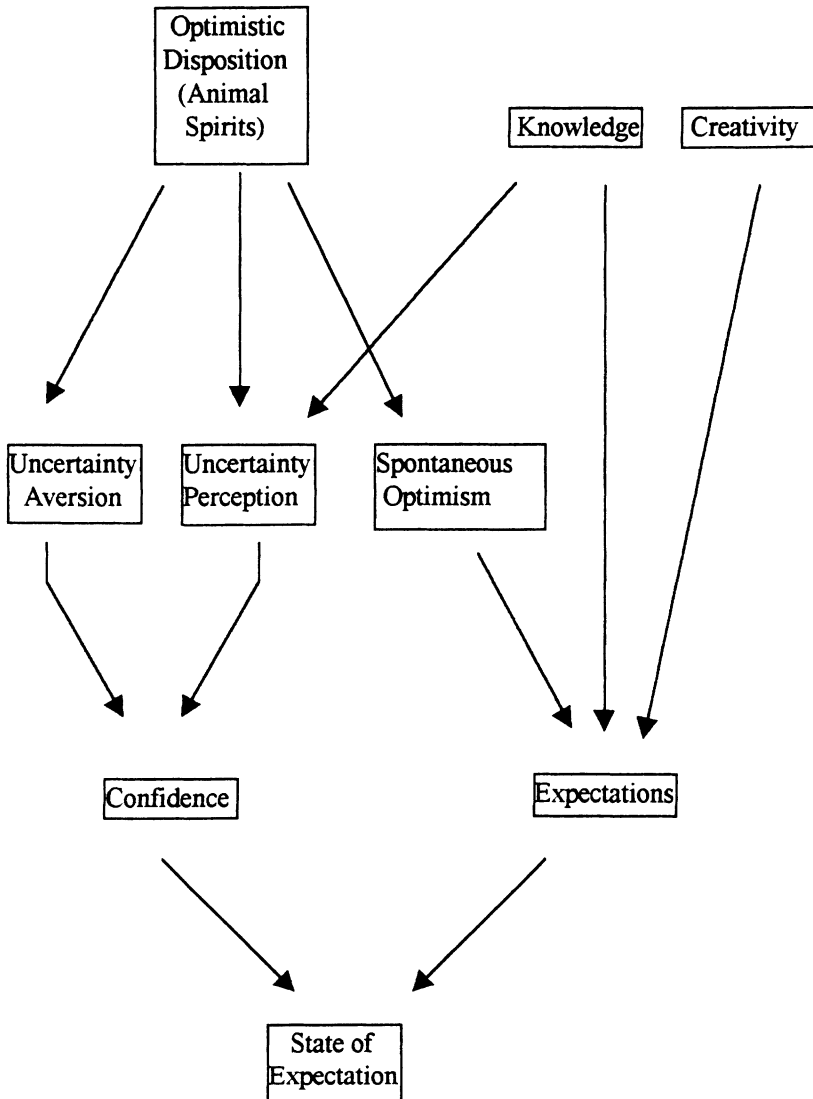 Optimistic
Disposition
(Animal
Spirits)
Knowledge
Creativity
Uncertainty
Aversion
Uncertainty
Perception
Spontaneous
Optimism
Confidence
Expectations
State of
Expectation